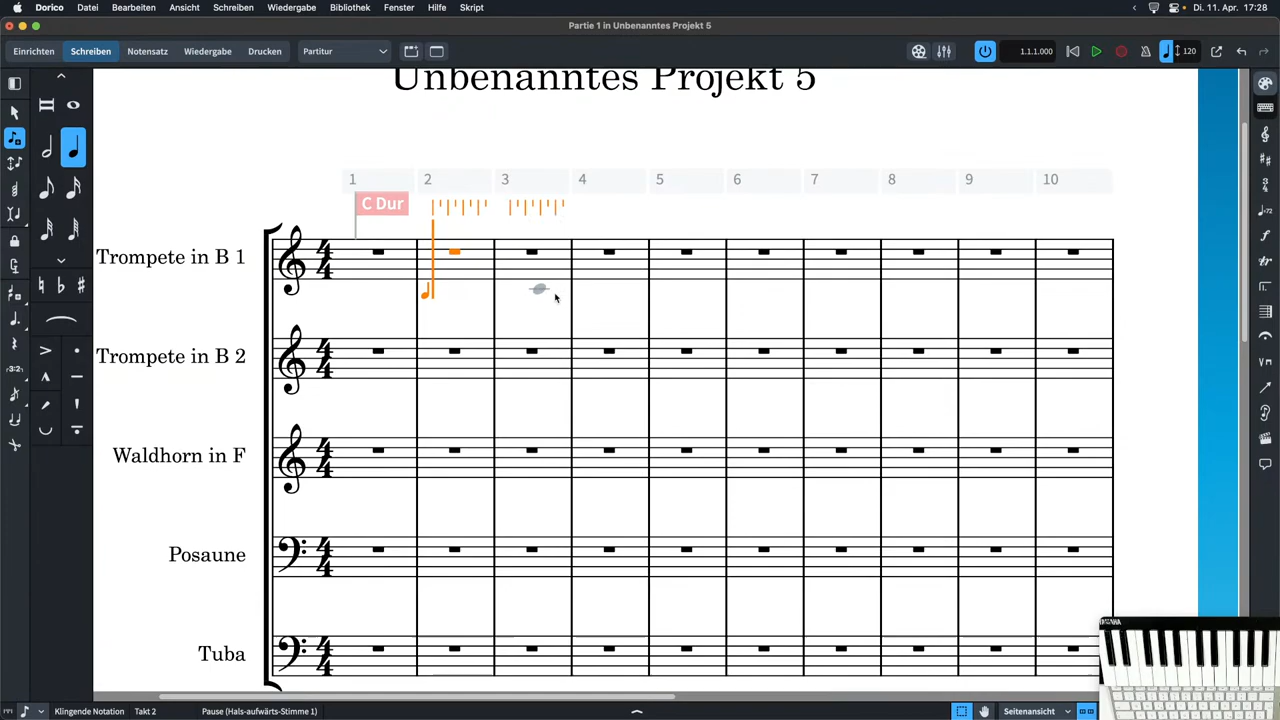 Dorico Datei Bearbeiten Ansicht Schreiben Wiedergabe Bibliothek Fenster Hilfe Skript Di. 11. Apr. 17:28
Partie 1 in Unbenanntes Projekt 5
Einrichten Schreiben Notensatz Wiedergabe Drucken Partitur 1.1.1.000 120
Unbenanntes Projekt 5
1 2 3 4 5 6 7 8 9 10
C Dur
Trompete in B 1
Trompete in B 2
Waldhorn in F
Posaune
Tuba
YAMAHA
Klingende Notation Takt 2 Pause (Hals-aufwärts-Stimme 1) Seitenansicht